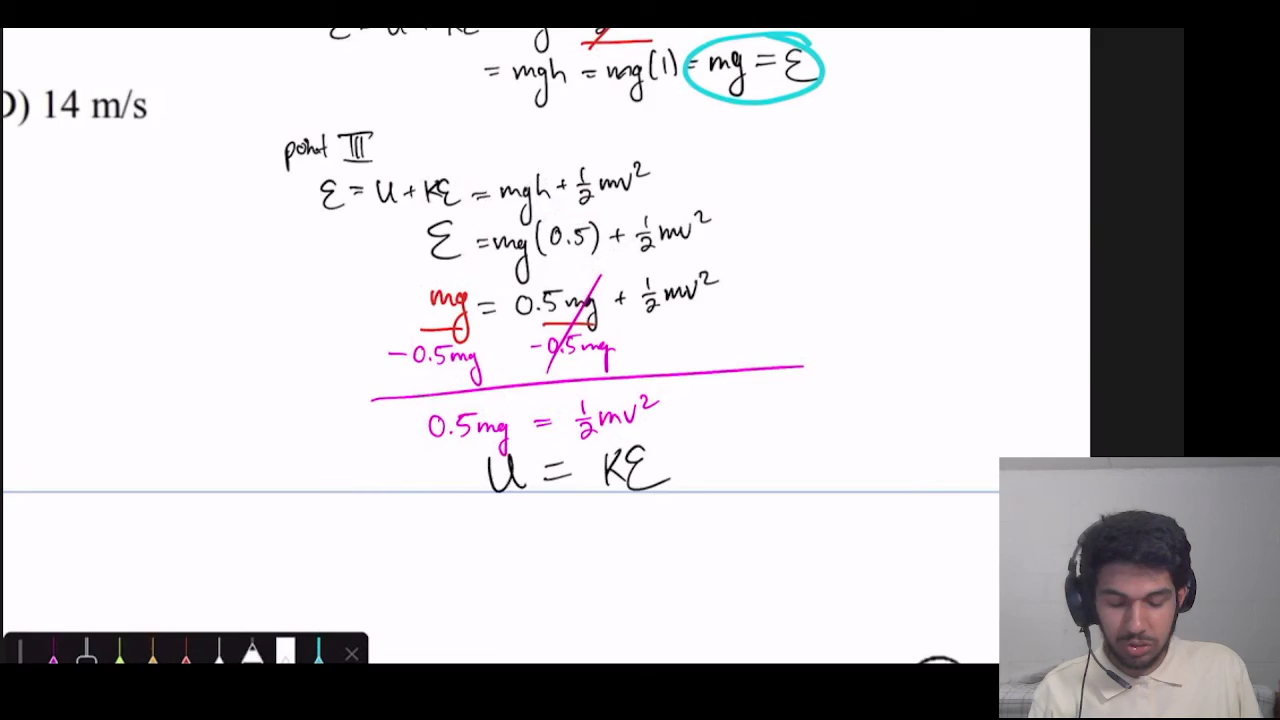 = mgh = mg(1) = mg = Ɛ
D) 14 m/s
point III
Ɛ = U + KƐ = mgh + ½mv²
Ɛ = mg(0.5) + ½mv²
mg = 0.5mg + ½mv²
-0.5mg -0.5mg
0.5mg = ½mv²
U = KƐ